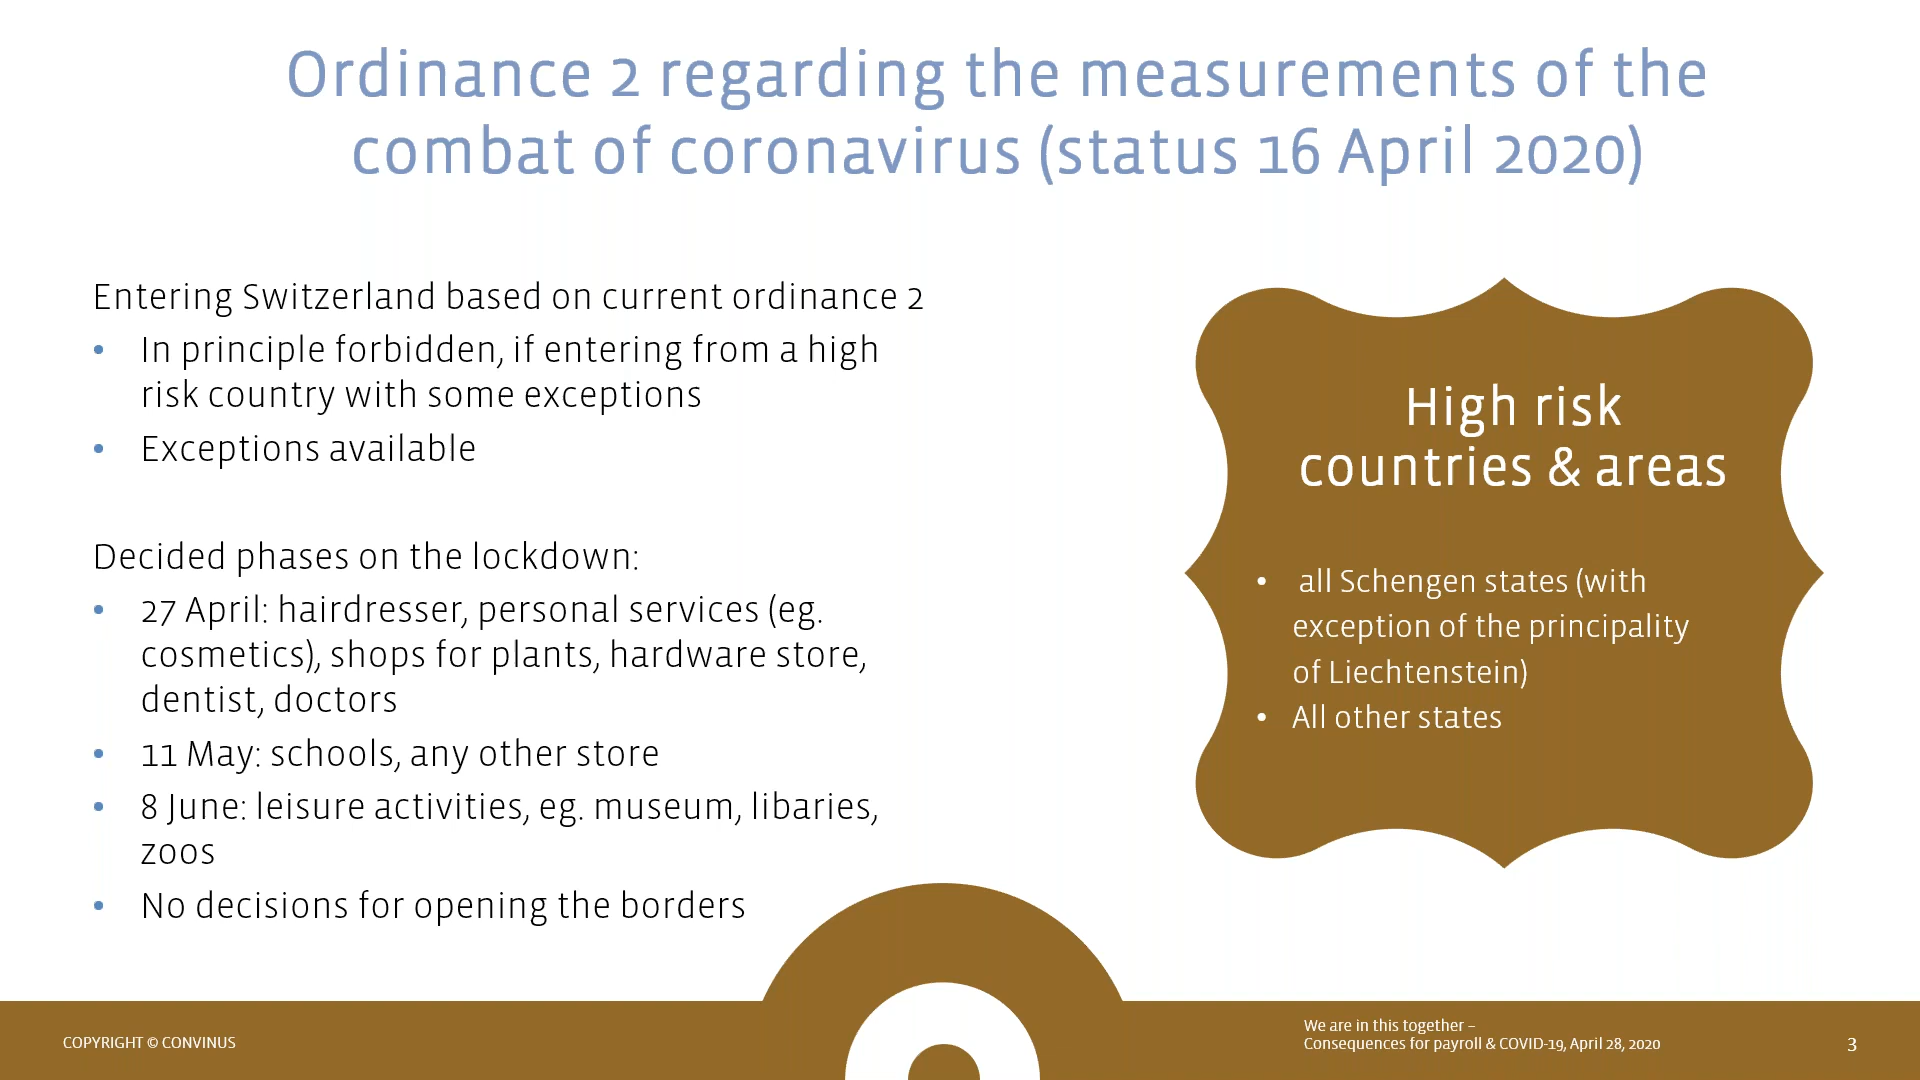 Ordinance 2 regarding the measurements of the
combat of coronavirus (status 16 April 2020)
Entering Switzerland based on current ordinance 2
• In principle forbidden, if entering from a high
risk country with some exceptions
• Exceptions available
Decided phases on the lockdown:
• 27 April: hairdresser, personal services (eg.
cosmetics), shops for plants, hardware store,
dentist, doctors
• 11 May: schools, any other store
• 8 June: leisure activities, eg. museum, libaries,
zoos
• No decisions for opening the borders
High risk
countries & areas
• all Schengen states (with
exception of the principality
of Liechtenstein)
• All other states
COPYRIGHT © CONVINUS
We are in this together –
Consequences for payroll & COVID-19, April 28, 2020
3